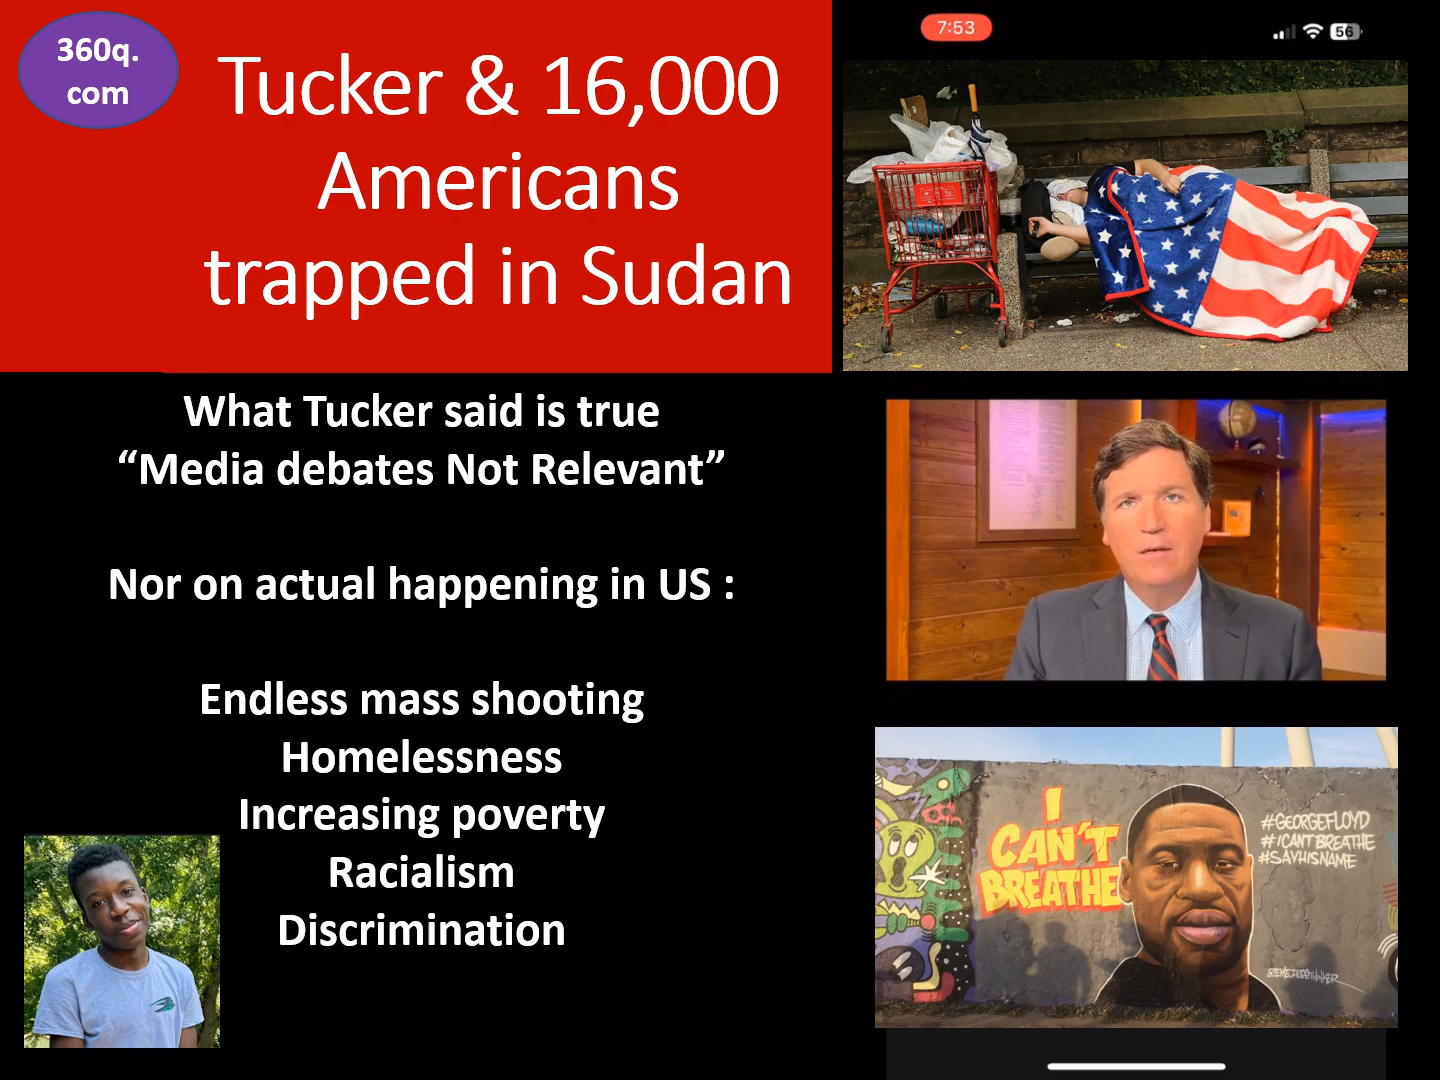 360q.
com
Tucker & 16,000
Americans
trapped in Sudan
7:53
56
What Tucker said is true
“Media debates Not Relevant”
Nor on actual happening in US :
Endless mass shooting
Homelessness
Increasing poverty
Racialism
Discrimination
I
CAN'T
BREATHE
#GEORGEFLOYD
#ICANTBREATHE
#SAYHISNAME